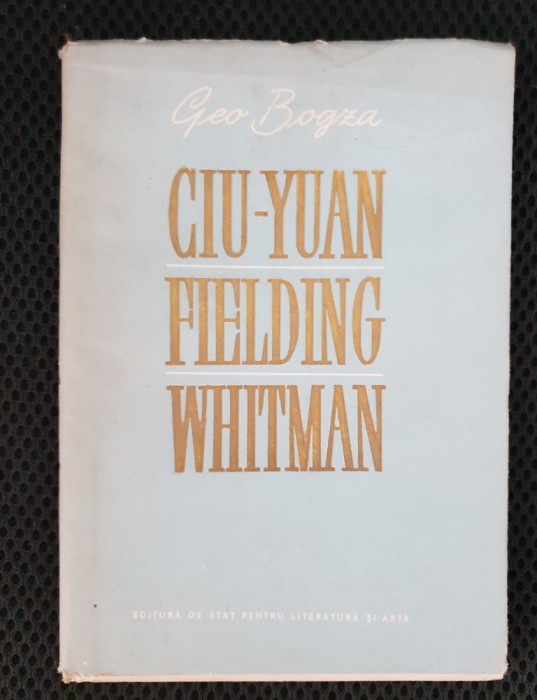 Geo Bogza
CIU-YUAN
FIELDING
WHITMAN
EDITURA DE STAT PENTRU LITERATURĂ ȘI ARTĂ